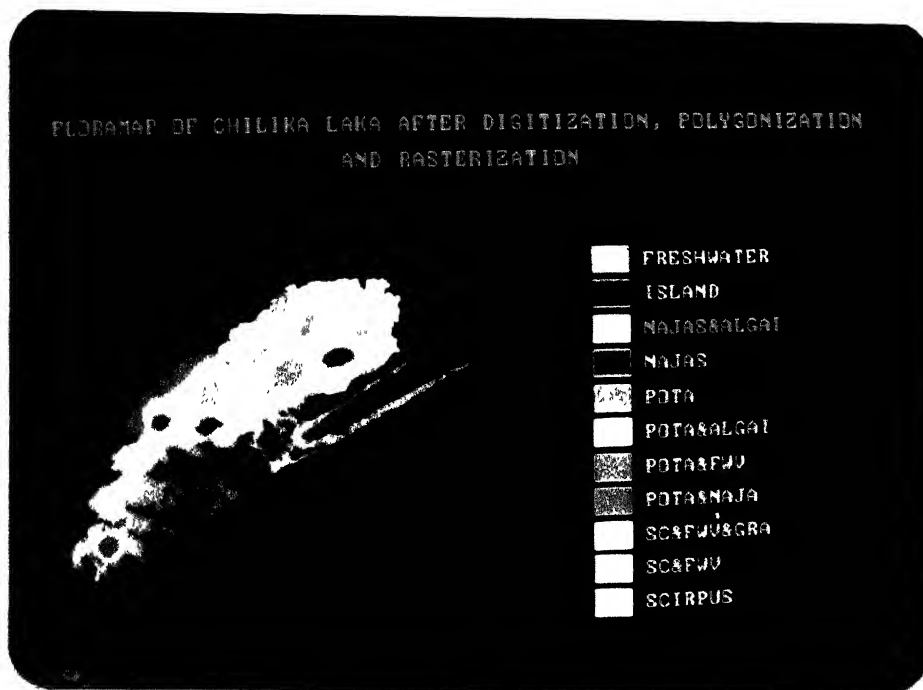 FLORAMAP OF CHILIKA LAKA AFTER DIGITIZATION, POLYGONIZATION
AND RASTERIZATION
FRESHWATER
ISLAND
NAJAS&ALGAI
NAJAS
POTA
POTA&ALGAI
POTA&FWV
POTA&NAJA
SC&FWV&GRA
SC&FWV
SCIRPUS